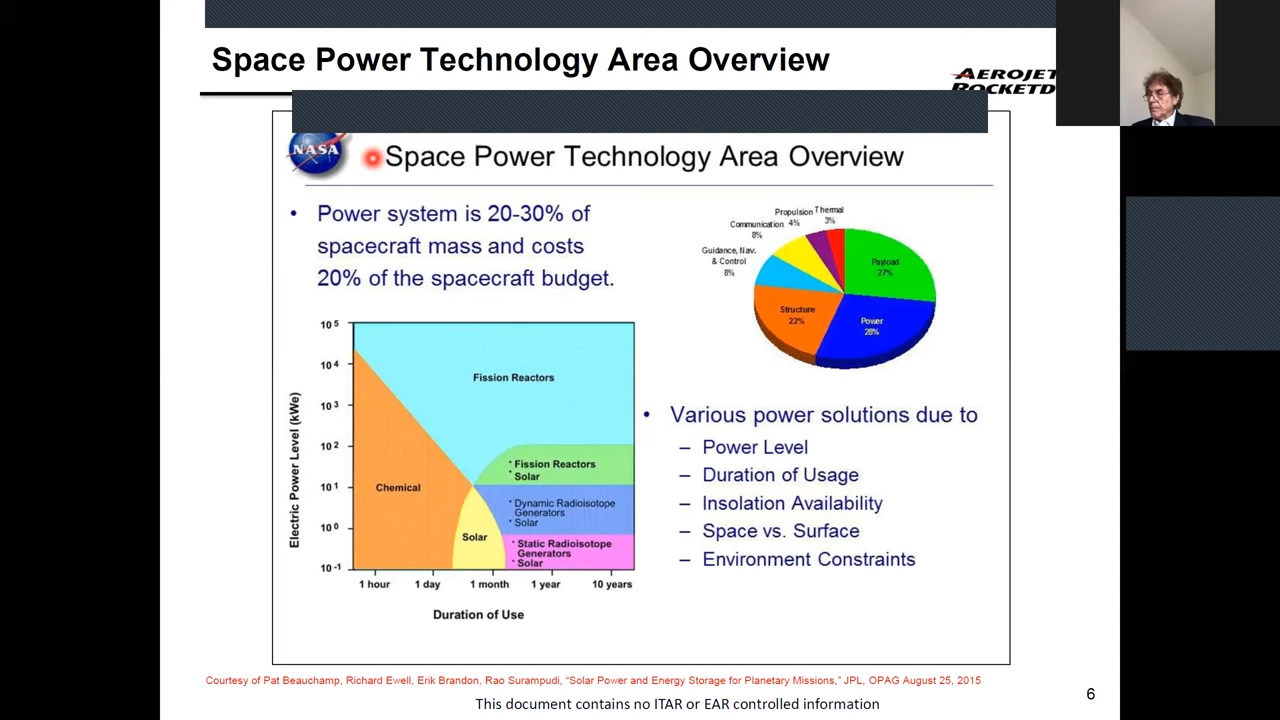 Space Power Technology Area Overview
AEROJET
ROCKETD
NASA
Space Power Technology Area Overview
• Power system is 20-30% of
spacecraft mass and costs
20% of the spacecraft budget.
Propulsion
4%
Thermal
3%
Communication
8%
Guidance, Nav.
& Control
8%
Payload
27%
Structure
22%
Power
28%
Electric Power Level (kWe)
10 5
10 4
10 3
10 2
10 1
10 0
10 -1
Fission Reactors
Chemical
• Fission Reactors
• Solar
• Dynamic Radioisotope
Generators
• Solar
Solar
• Static Radioisotope
Generators
• Solar
1 hour 1 day 1 month 1 year 10 years
Duration of Use
• Various power solutions due to
– Power Level
– Duration of Usage
– Insolation Availability
– Space vs. Surface
– Environment Constraints
Courtesy of Pat Beauchamp, Richard Ewell, Erik Brandon, Rao Surampudi, “Solar Power and Energy Storage for Planetary Missions,” JPL, OPAG August 25, 2015
6
This document contains no ITAR or EAR controlled information